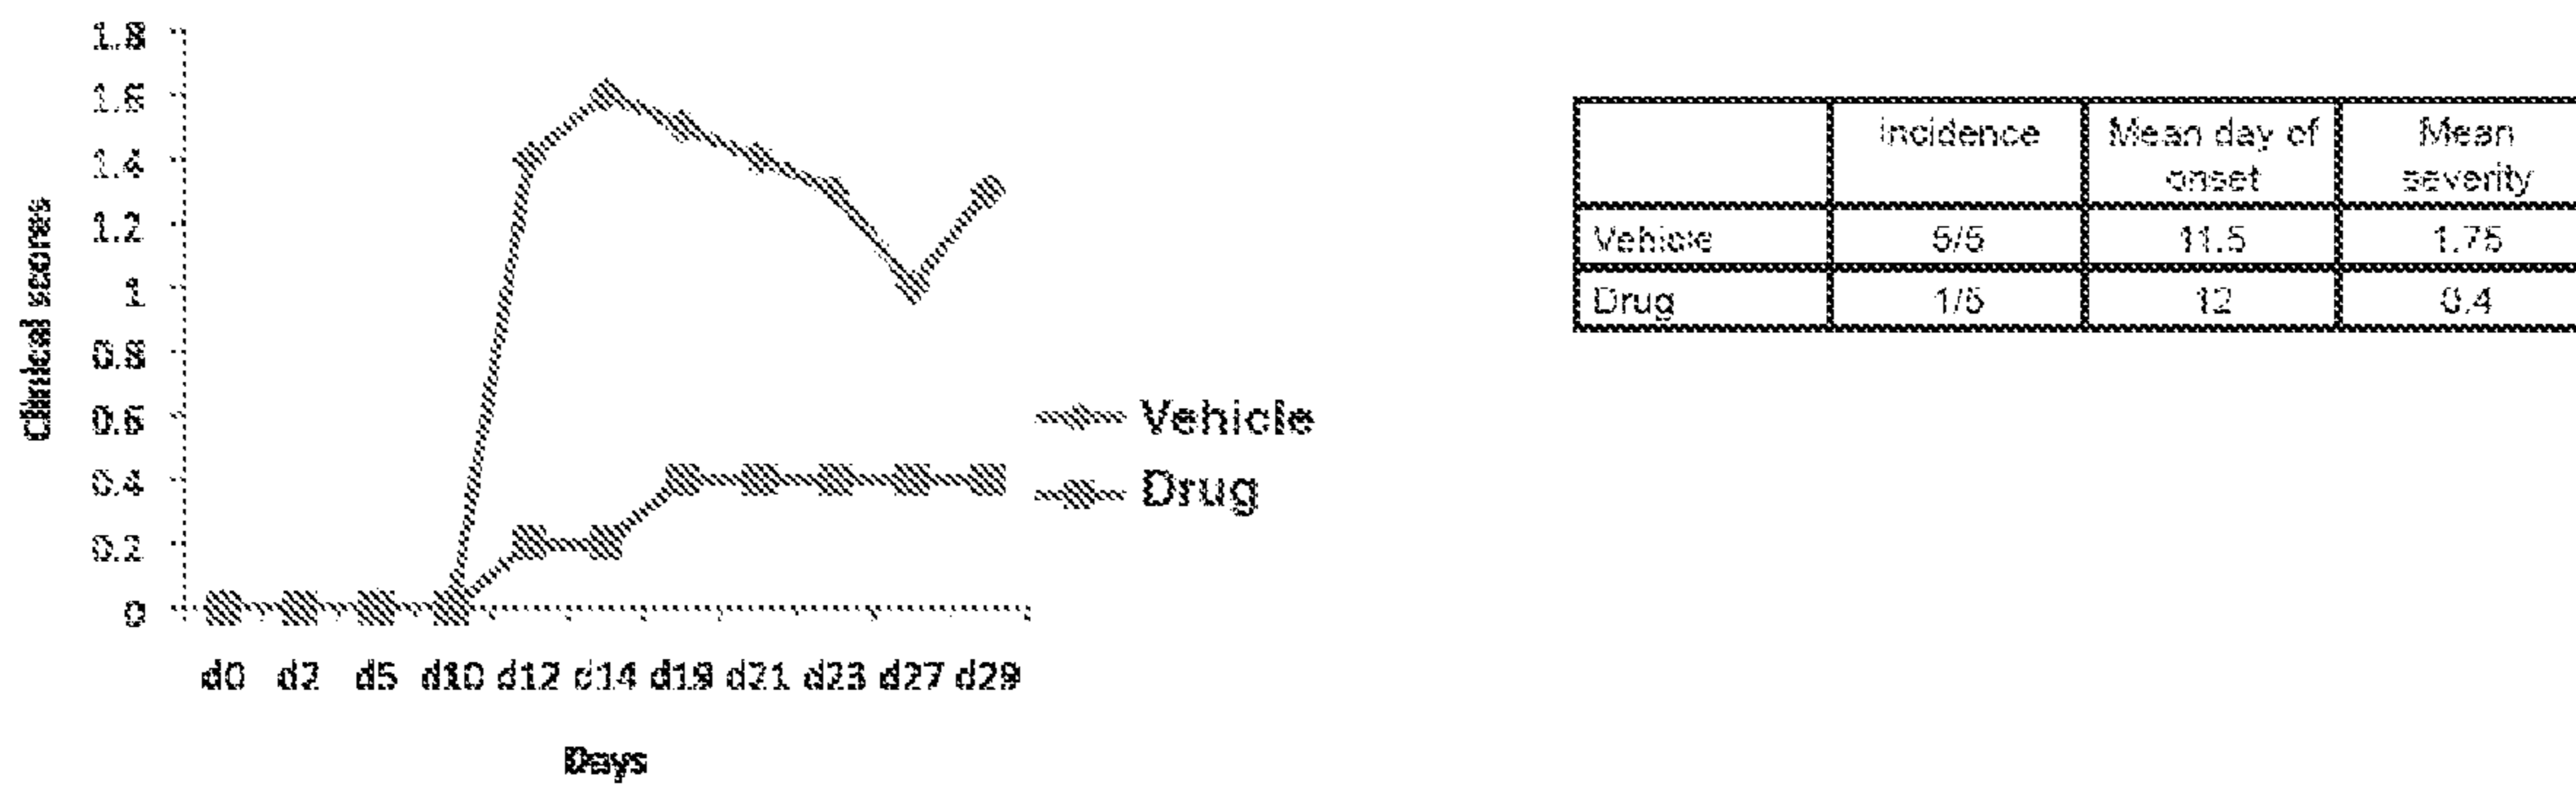 1.8
1.6
1.4
1.2
1
0.8
0.6
0.4
0.2
0
Clinical scores
d0 d2 d5 d10 d12 d14 d19 d21 d23 d27 d29
Days
Vehicle
Drug
Incidence Mean day of onset Mean severity
Vehicle 5/5 11.5 1.75
Drug 1/5 12 0.4